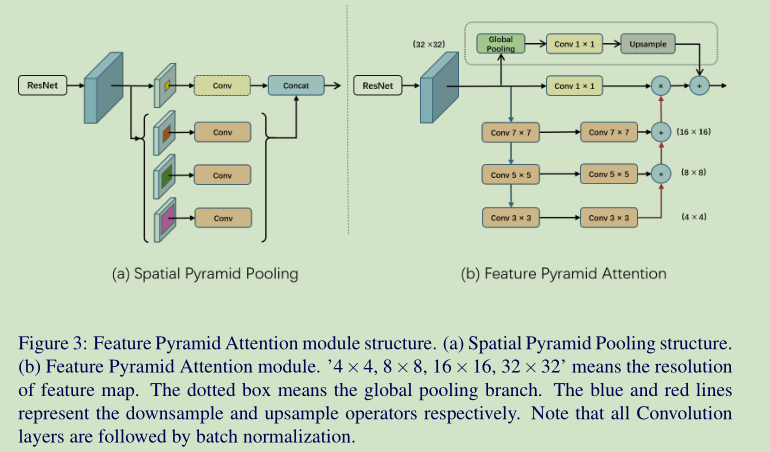 ResNet
Conv
Concat
Conv
Conv
Conv
(a) Spatial Pyramid Pooling
(32 ×32)
Global
Pooling
Conv 1 × 1
Upsample
ResNet
Conv 1 × 1
×
+
Conv 7 × 7
Conv 7 × 7
+
(16 × 16)
Conv 5 × 5
Conv 5 × 5
+
(8 × 8)
Conv 3 × 3
Conv 3 × 3
(4 × 4)
(b) Feature Pyramid Attention
Figure 3: Feature Pyramid Attention module structure. (a) Spatial Pyramid Pooling structure.
(b) Feature Pyramid Attention module. ’4 × 4, 8 × 8, 16 × 16, 32 × 32’ means the resolution
of feature map. The dotted box means the global pooling branch. The blue and red lines
represent the downsample and upsample operators respectively. Note that all Convolution
layers are followed by batch normalization.